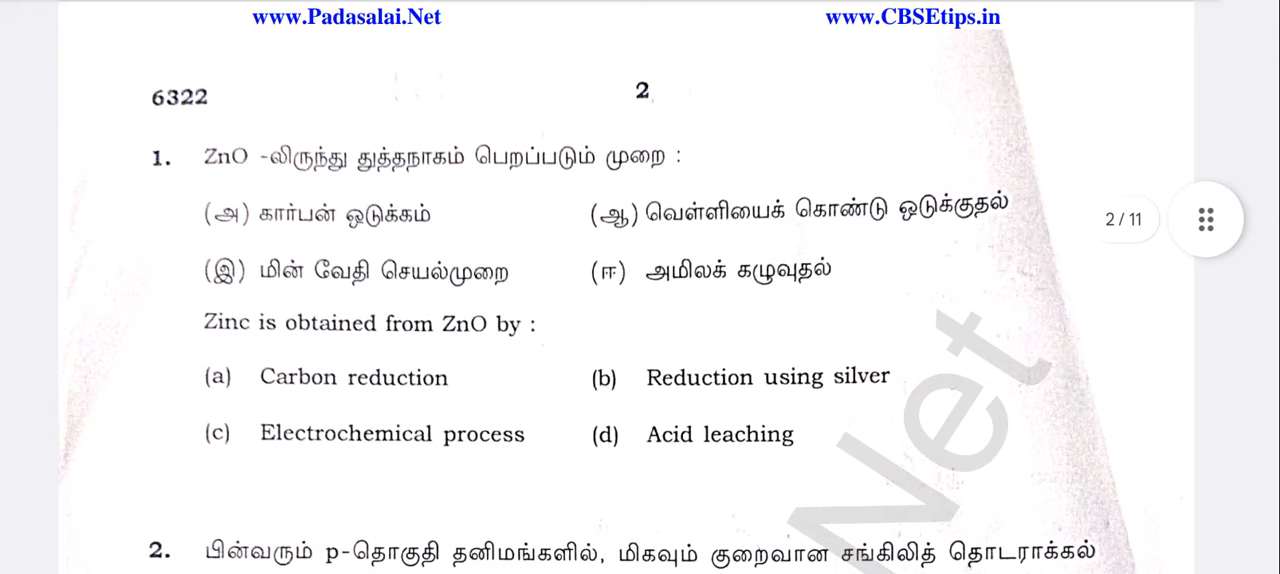 www.Padasalai.Net www.CBSEtips.in
6322 2
1. ZnO -லிருந்து துத்தநாகம் பெறப்படும் முறை :
(அ) கார்பன் ஒடுக்கம் (ஆ) வெள்ளியைக் கொண்டு ஒடுக்குதல்
2 / 11
(இ) மின் வேதி செயல்முறை (ஈ) அமிலக் கழுவுதல்
Zinc is obtained from ZnO by :
(a) Carbon reduction (b) Reduction using silver
(c) Electrochemical process (d) Acid leaching
Net
2. பின்வரும் p-தொகுதி தனிமங்களில், மிகவும் குறைவான சங்கிலித் தொடராக்கல்